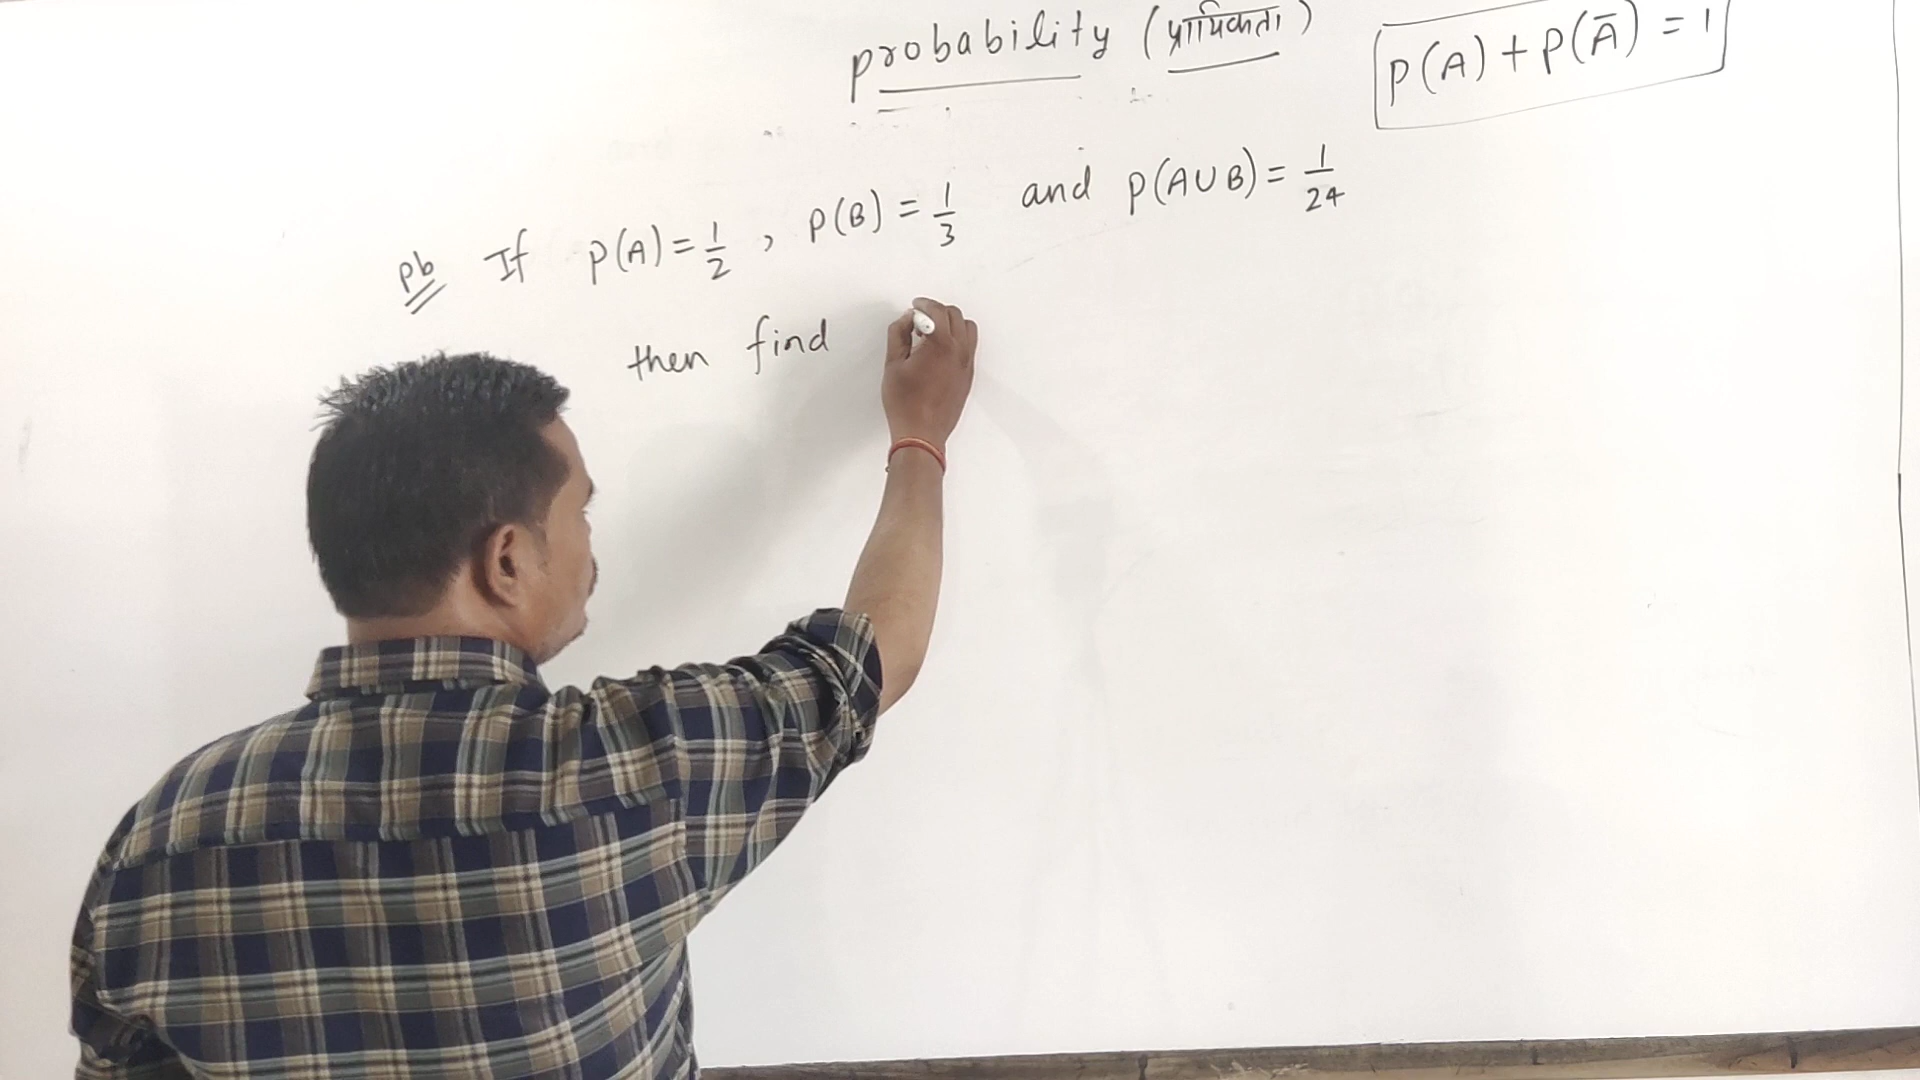 probability (प्रायिकता)
P(A) + P(Ā) = 1
pb If P(A) = 1/2 , P(B) = 1/3 and P(A∪B) = 1/24
then find